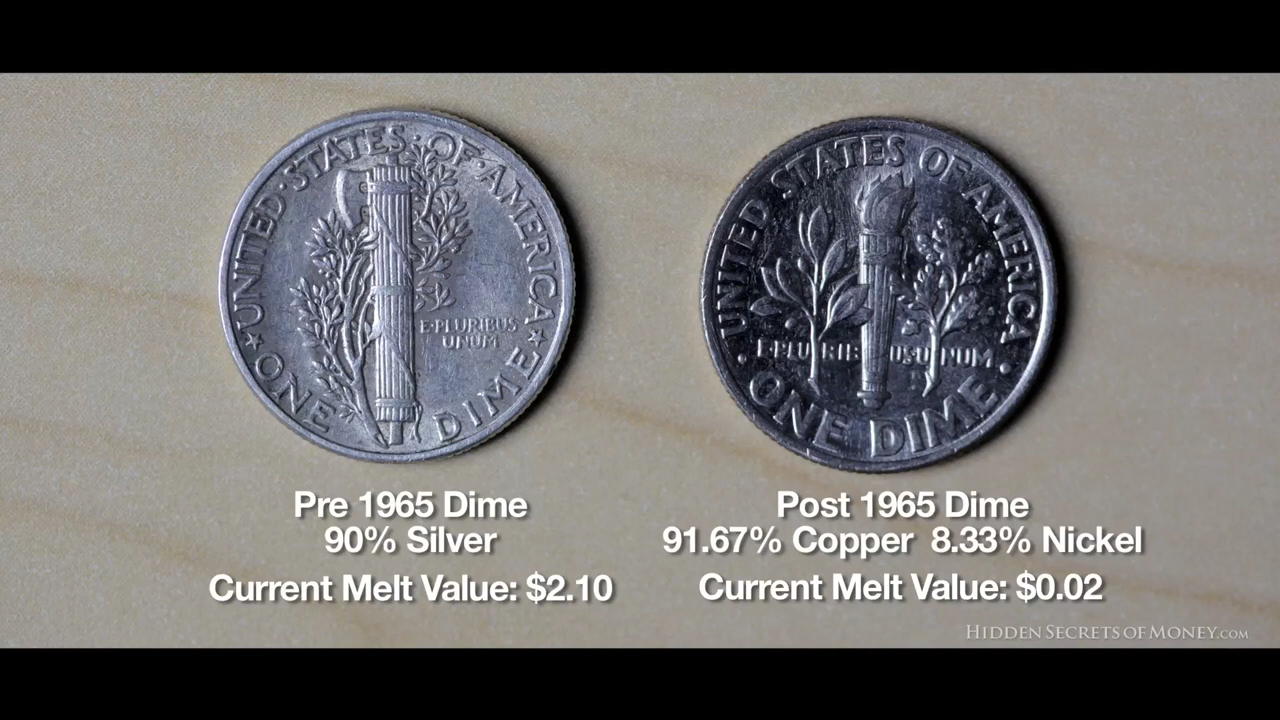 UNITED·STATES·OF·AMERICA
E·PLURIBUS
UNUM
★ONE DIME★
UNITED STATES OF AMERICA
E PLURIBUS UNUM
·ONE DIME·
Pre 1965 Dime
90% Silver
Current Melt Value: $2.10
Post 1965 Dime
91.67% Copper 8.33% Nickel
Current Melt Value: $0.02
HIDDEN SECRETS OF MONEY.COM